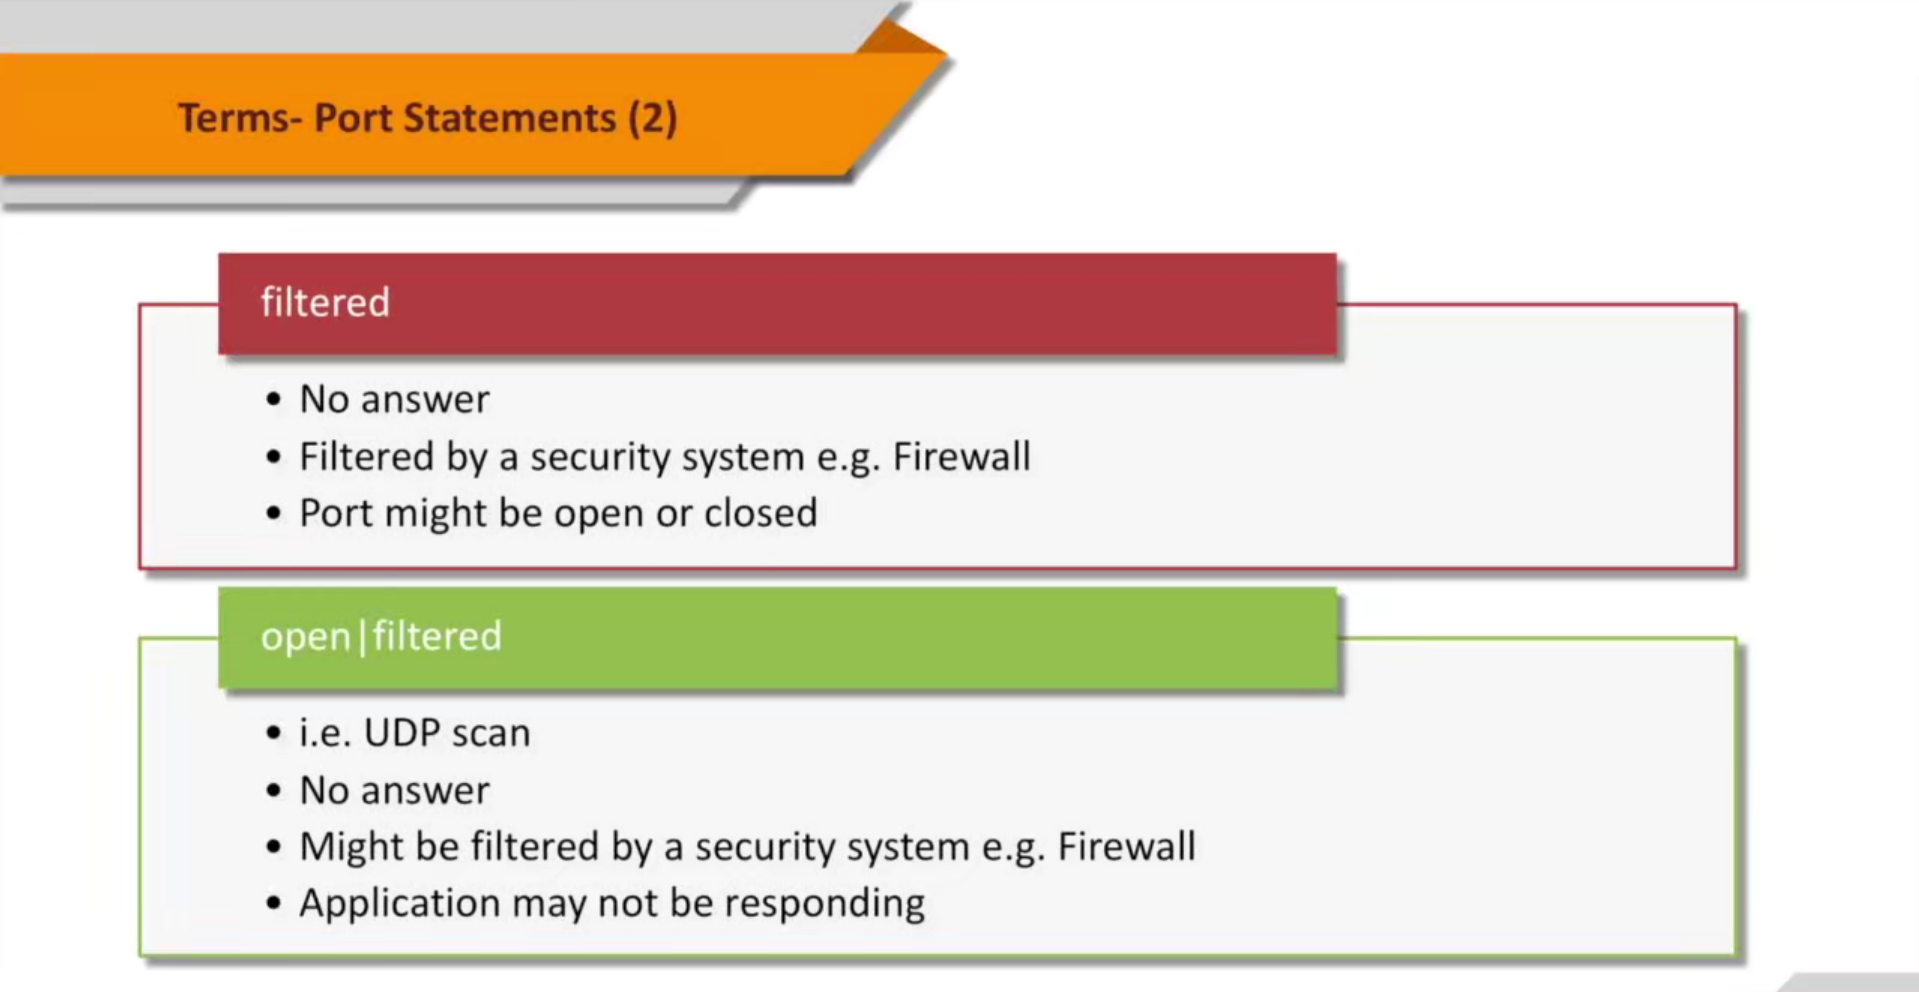 Terms- Port Statements (2)
filtered
• No answer
• Filtered by a security system e.g. Firewall
• Port might be open or closed
open|filtered
• i.e. UDP scan
• No answer
• Might be filtered by a security system e.g. Firewall
• Application may not be responding